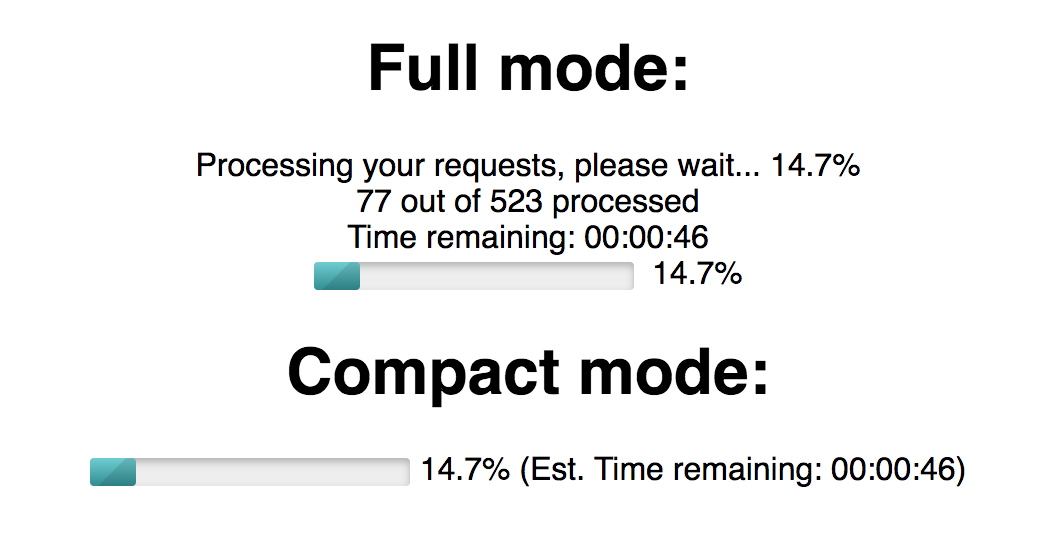 Full mode:
Processing your requests, please wait... 14.7%
77 out of 523 processed
Time remaining: 00:00:46
14.7%
Compact mode:
14.7% (Est. Time remaining: 00:00:46)